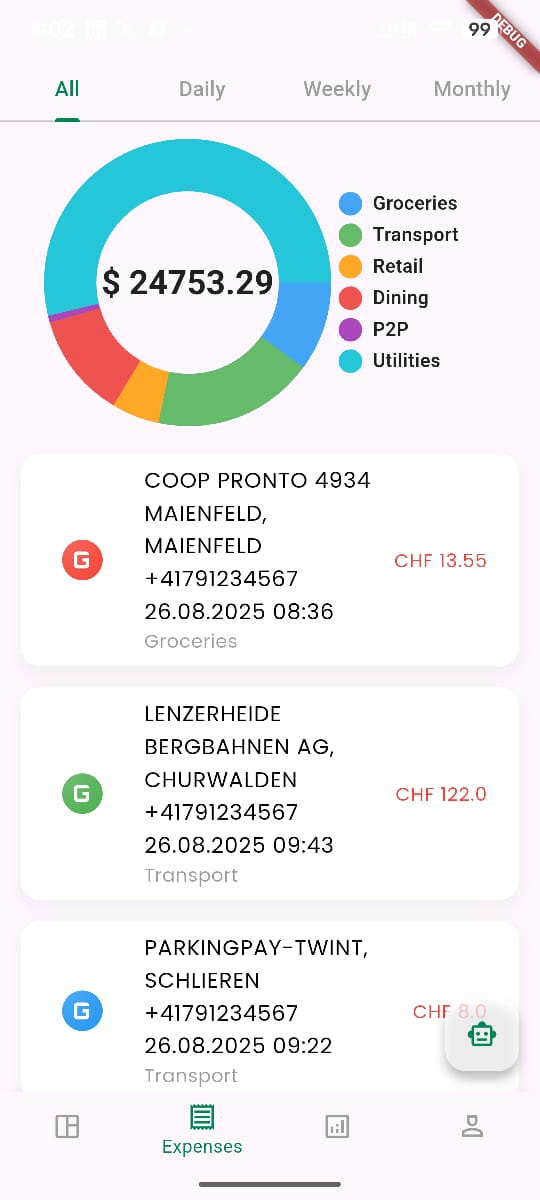 4:02
99
DEBUG
All
Daily
Weekly
Monthly
$ 24753.29
Groceries
Transport
Retail
Dining
P2P
Utilities
COOP PRONTO 4934
MAIENFELD,
MAIENFELD
+41791234567
26.08.2025 08:36
Groceries
G
CHF 13.55
LENZERHEIDE
BERGBAHNEN AG,
CHURWALDEN
+41791234567
26.08.2025 09:43
Transport
G
CHF 122.0
PARKINGPAY-TWINT,
SCHLIEREN
+41791234567
26.08.2025 09:22
Transport
G
CHF 8.0
Expenses